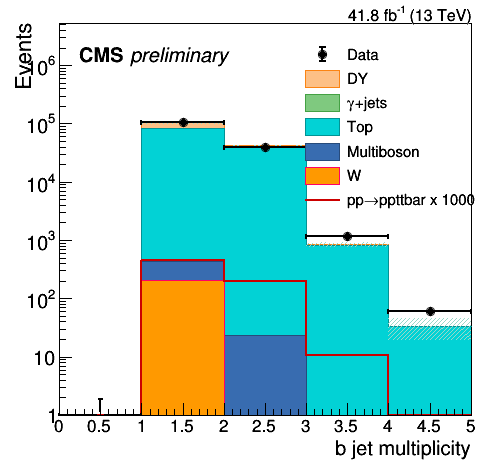 41.8 fb⁻¹ (13 TeV)
Events
CMS preliminary
Data
DY
γ+jets
Top
Multiboson
W
pp→ppttbar x 1000
10⁶
10⁵
10⁴
10³
10²
10
1
0 0.5 1 1.5 2 2.5 3 3.5 4 4.5 5
b jet multiplicity